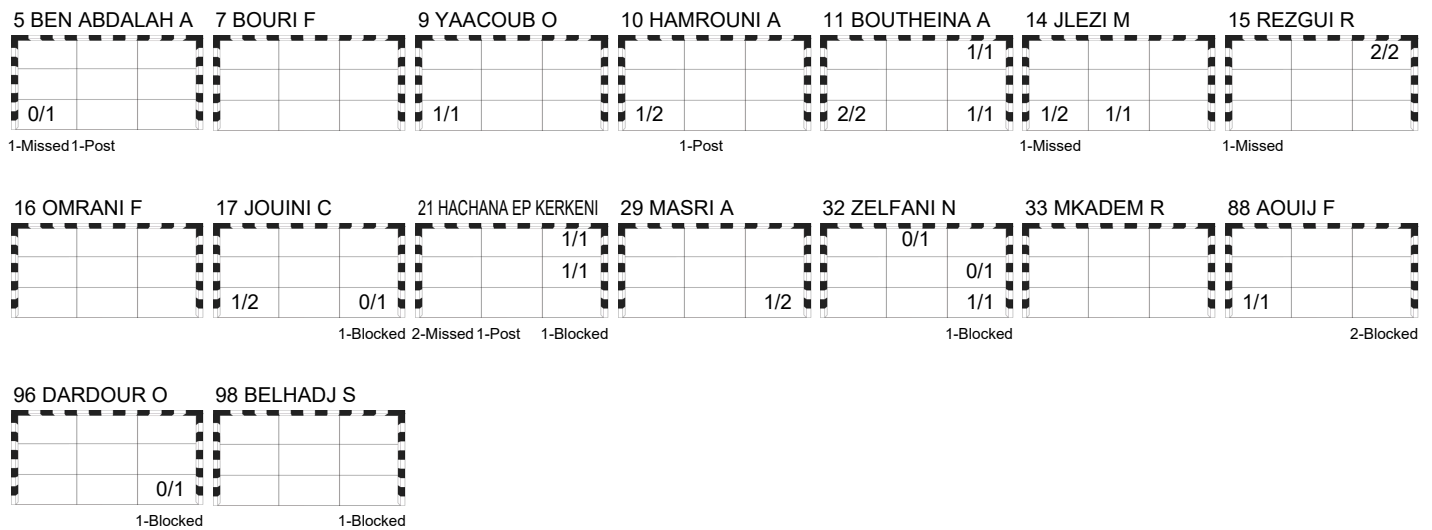 5 BEN ABDALAH A 7 BOURI F 9 YAACOUB O 10 HAMROUNI A 11 BOUTHEINA A 14 JLEZI M 15 REZGUI R
1/1 2/2
0/1 1/1 1/2 2/2 1/1 1/2 1/1
1-Missed 1-Post 1-Post 1-Missed 1-Missed
16 OMRANI F 17 JOUINI C 21 HACHANA EP KERKENI 29 MASRI A 32 ZELFANI N 33 MKADEM R 88 AOUIJ F
1/1 0/1
1/1 0/1
1/2 0/1 1/2 1/1 1/1
1-Blocked 2-Missed 1-Post 1-Blocked 1-Blocked 2-Blocked
96 DARDOUR O 98 BELHADJ S
0/1
1-Blocked 1-Blocked